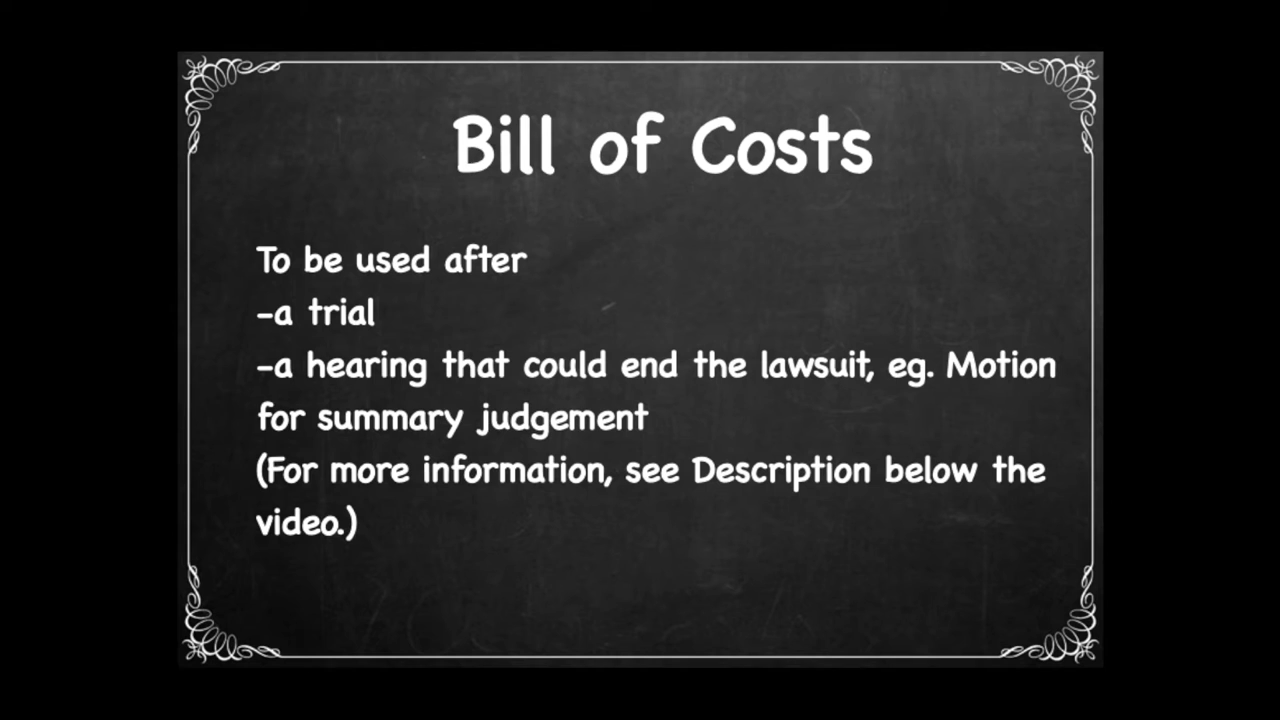 Bill of Costs
To be used after
-a trial
-a hearing that could end the lawsuit, eg. Motion
for summary judgement
(For more information, see Description below the
video.)